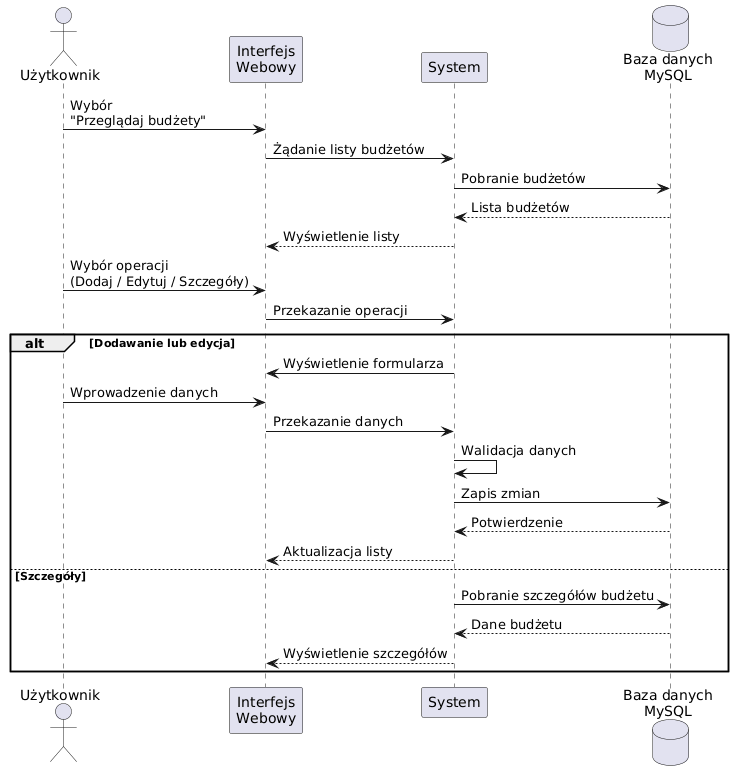 Użytkownik
Interfejs
Webowy
System
Baza danych
MySQL
Wybór
"Przeglądaj budżety"
Żądanie listy budżetów
Pobranie budżetów
Lista budżetów
Wyświetlenie listy
Wybór operacji
(Dodaj / Edytuj / Szczegóły)
Przekazanie operacji
alt [Dodawanie lub edycja]
Wyświetlenie formularza
Wprowadzenie danych
Przekazanie danych
Walidacja danych
Zapis zmian
Potwierdzenie
Aktualizacja listy
[Szczegóły]
Pobranie szczegółów budżetu
Dane budżetu
Wyświetlenie szczegółów
Użytkownik
Interfejs
Webowy
System
Baza danych
MySQL